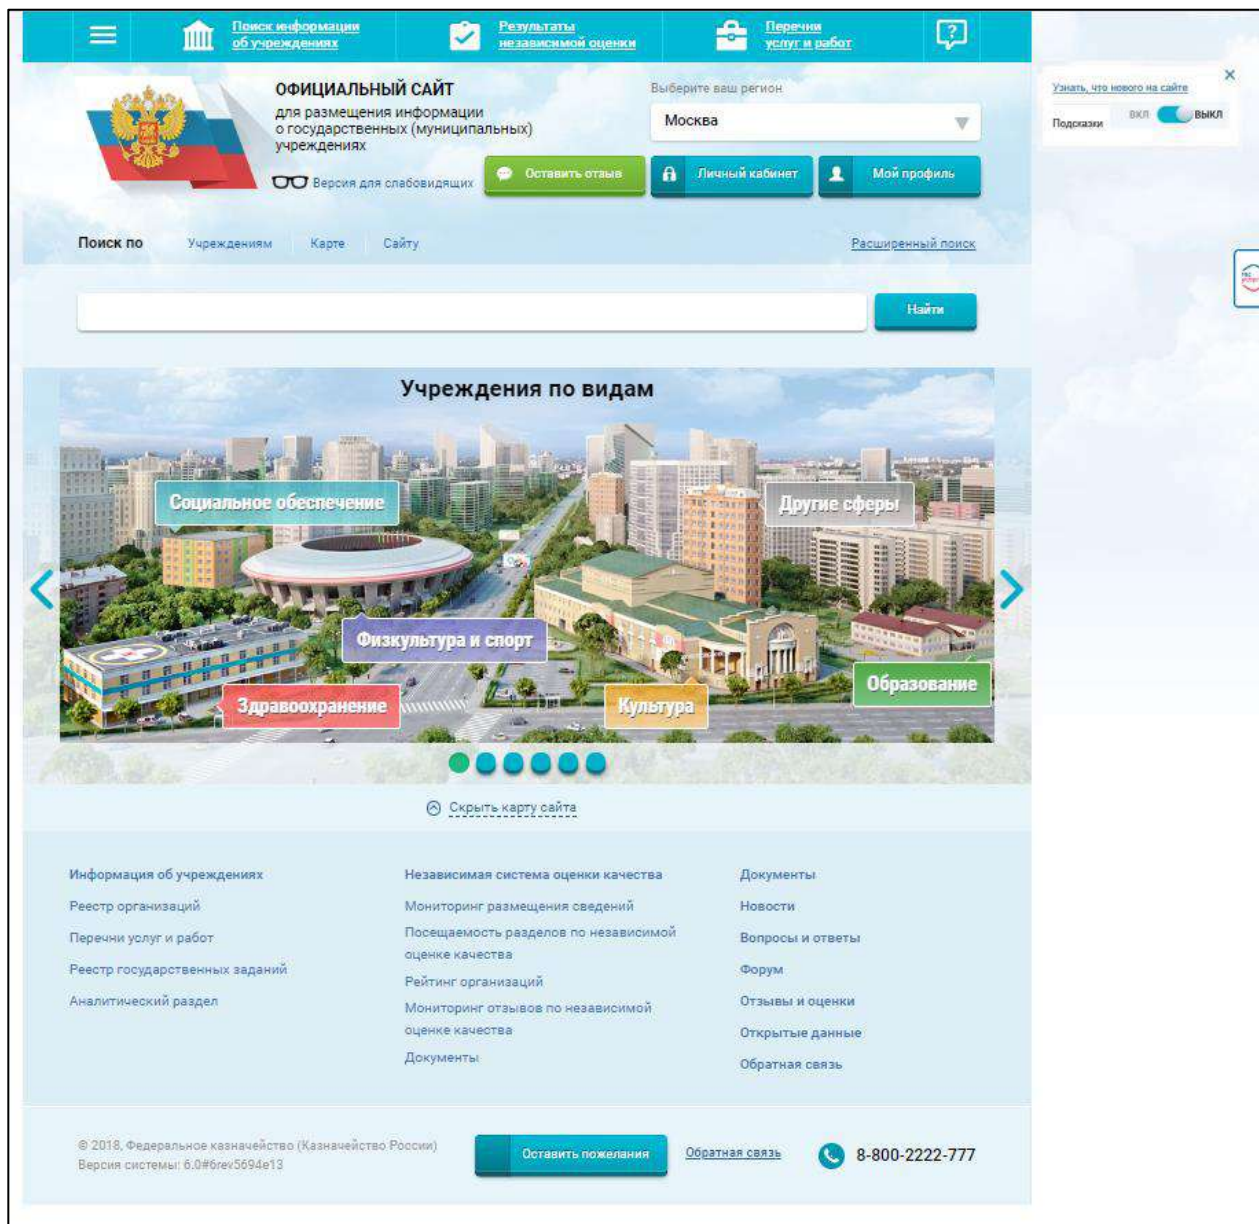 Поиск информации
об учреждениях
Результаты
независимой оценки
Перечни
услуг и работ
ОФИЦИАЛЬНЫЙ САЙТ
для размещения информации
о государственных (муниципальных)
учреждениях
Версия для слабовидящих
Выберите ваш регион
Москва
Оставить отзыв
Личный кабинет
Мой профиль
Узнать, что нового на сайте
Подсказки ВКЛ ВЫКЛ
Поиск по Учреждениям Карте Сайту Расширенный поиск
Найти
Учреждения по видам
Социальное обеспечение
Другие сферы
Физкультура и спорт
Образование
Здравоохранение
Культура
Скрыть карту сайта
Информация об учреждениях
Реестр организаций
Перечни услуг и работ
Реестр государственных заданий
Аналитический раздел
Независимая система оценки качества
Мониторинг размещения сведений
Посещаемость разделов по независимой
оценке качества
Рейтинг организаций
Мониторинг отзывов по независимой
оценке качества
Документы
Документы
Новости
Вопросы и ответы
Форум
Отзывы и оценки
Открытые данные
Обратная связь
© 2018, Федеральное казначейство (Казначейство России)
Версия системы: 6.0#6rev5694e13
Оставить пожелания
Обратная связь
8-800-2222-777